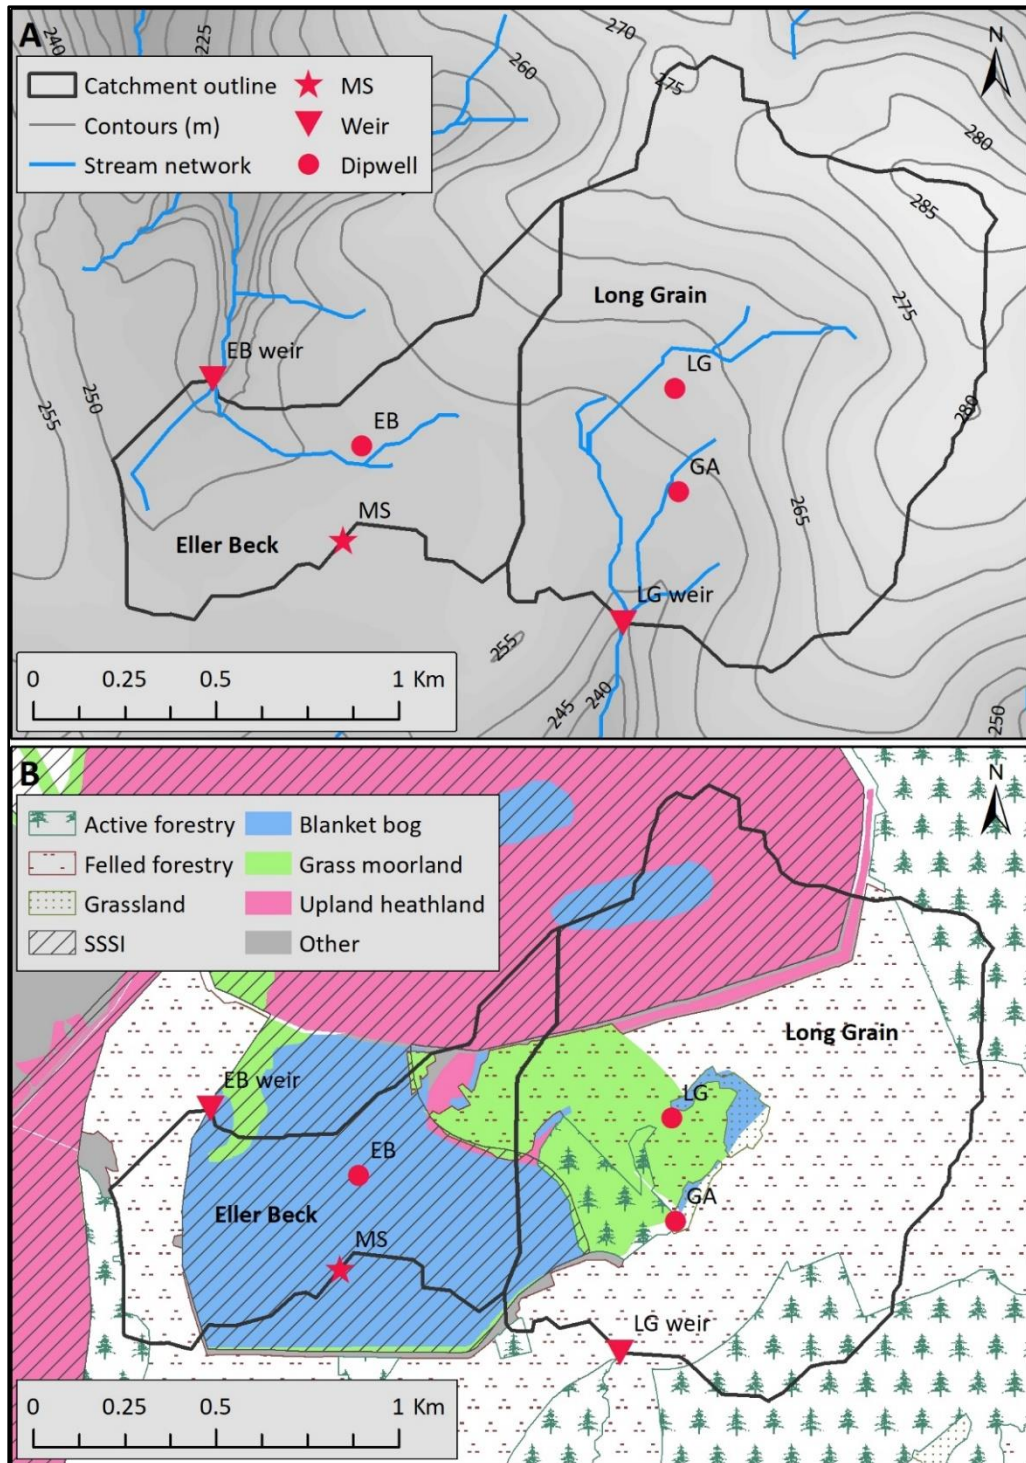 A
240
225
270
260
275
N
280
285
Catchment outline
MS
Contours (m)
Weir
Stream network
Dipwell
Long Grain
275
EB weir
LG
250
255
EB
280
GA
265
MS
Eller Beck
LG weir
255
240
245
250
0 0.25 0.5 1 Km
B
N
Active forestry
Blanket bog
Felled forestry
Grass moorland
Grassland
Upland heathland
SSSI
Other
Long Grain
EB weir
LG
EB
GA
Eller Beck
MS
LG weir
0 0.25 0.5 1 Km